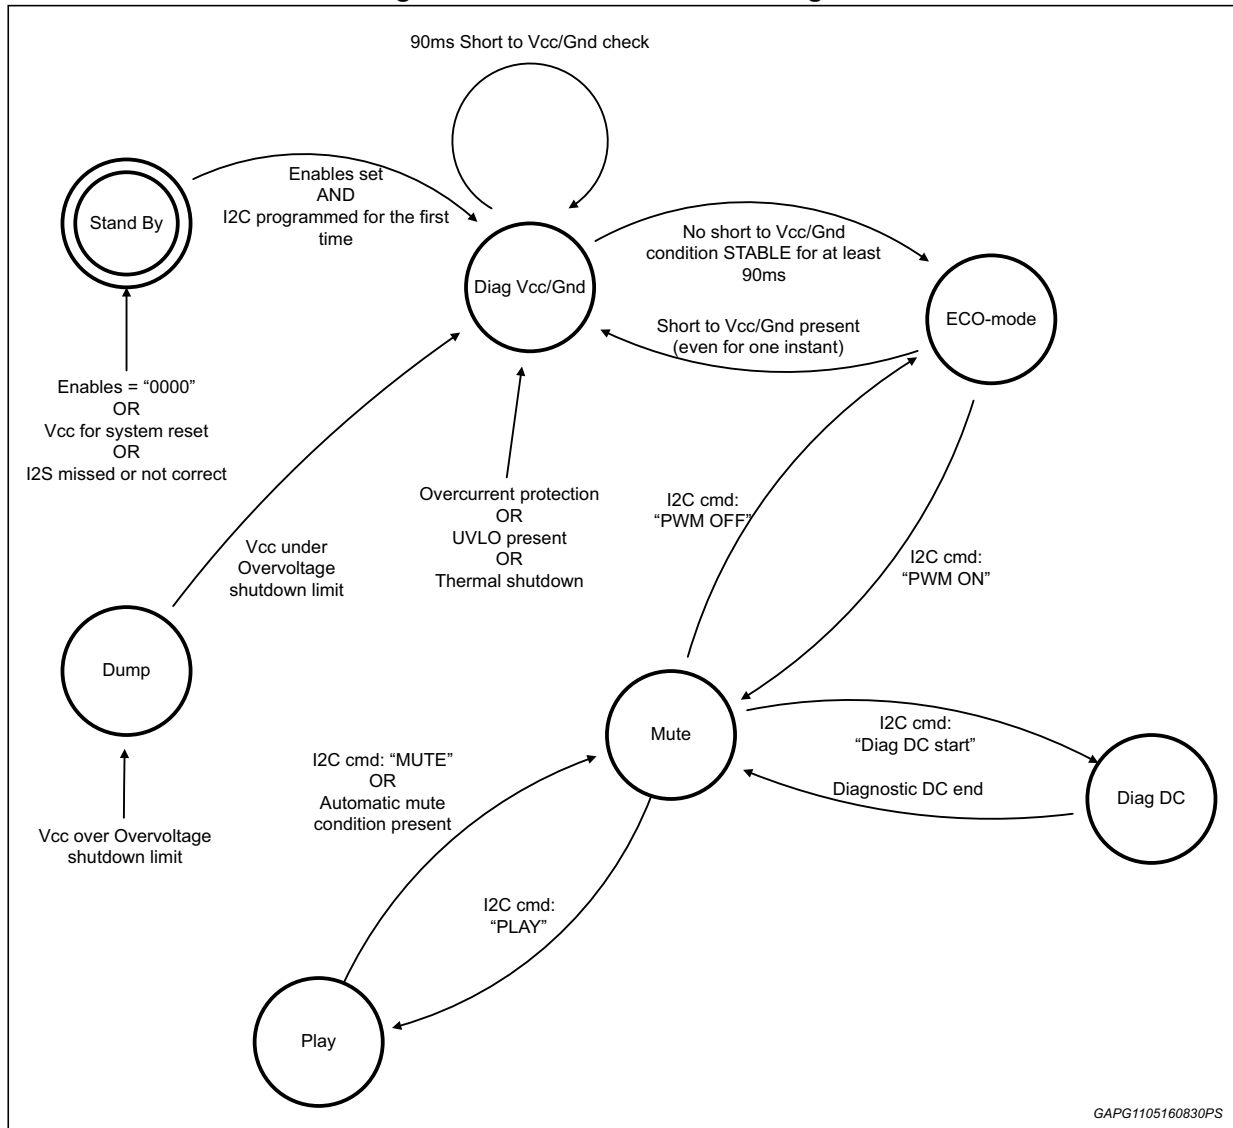 90ms Short to Vcc/Gnd check
Stand By
Enables set
AND
I2C programmed for the first
time
Diag Vcc/Gnd
No short to Vcc/Gnd
condition STABLE for at least
90ms
ECO-mode
Short to Vcc/Gnd present
(even for one instant)
Enables = “0000”
OR
Vcc for system reset
OR
I2S missed or not correct
Overcurrent protection
OR
UVLO present
OR
Thermal shutdown
I2C cmd:
“PWM OFF”
Vcc under
Overvoltage
shutdown limit
I2C cmd:
“PWM ON”
Dump
Mute
I2C cmd:
“Diag DC start”
I2C cmd: “MUTE”
OR
Automatic mute
condition present
Diagnostic DC end
Diag DC
Vcc over Overvoltage
shutdown limit
I2C cmd:
“PLAY”
Play
GAPG1105160830PS